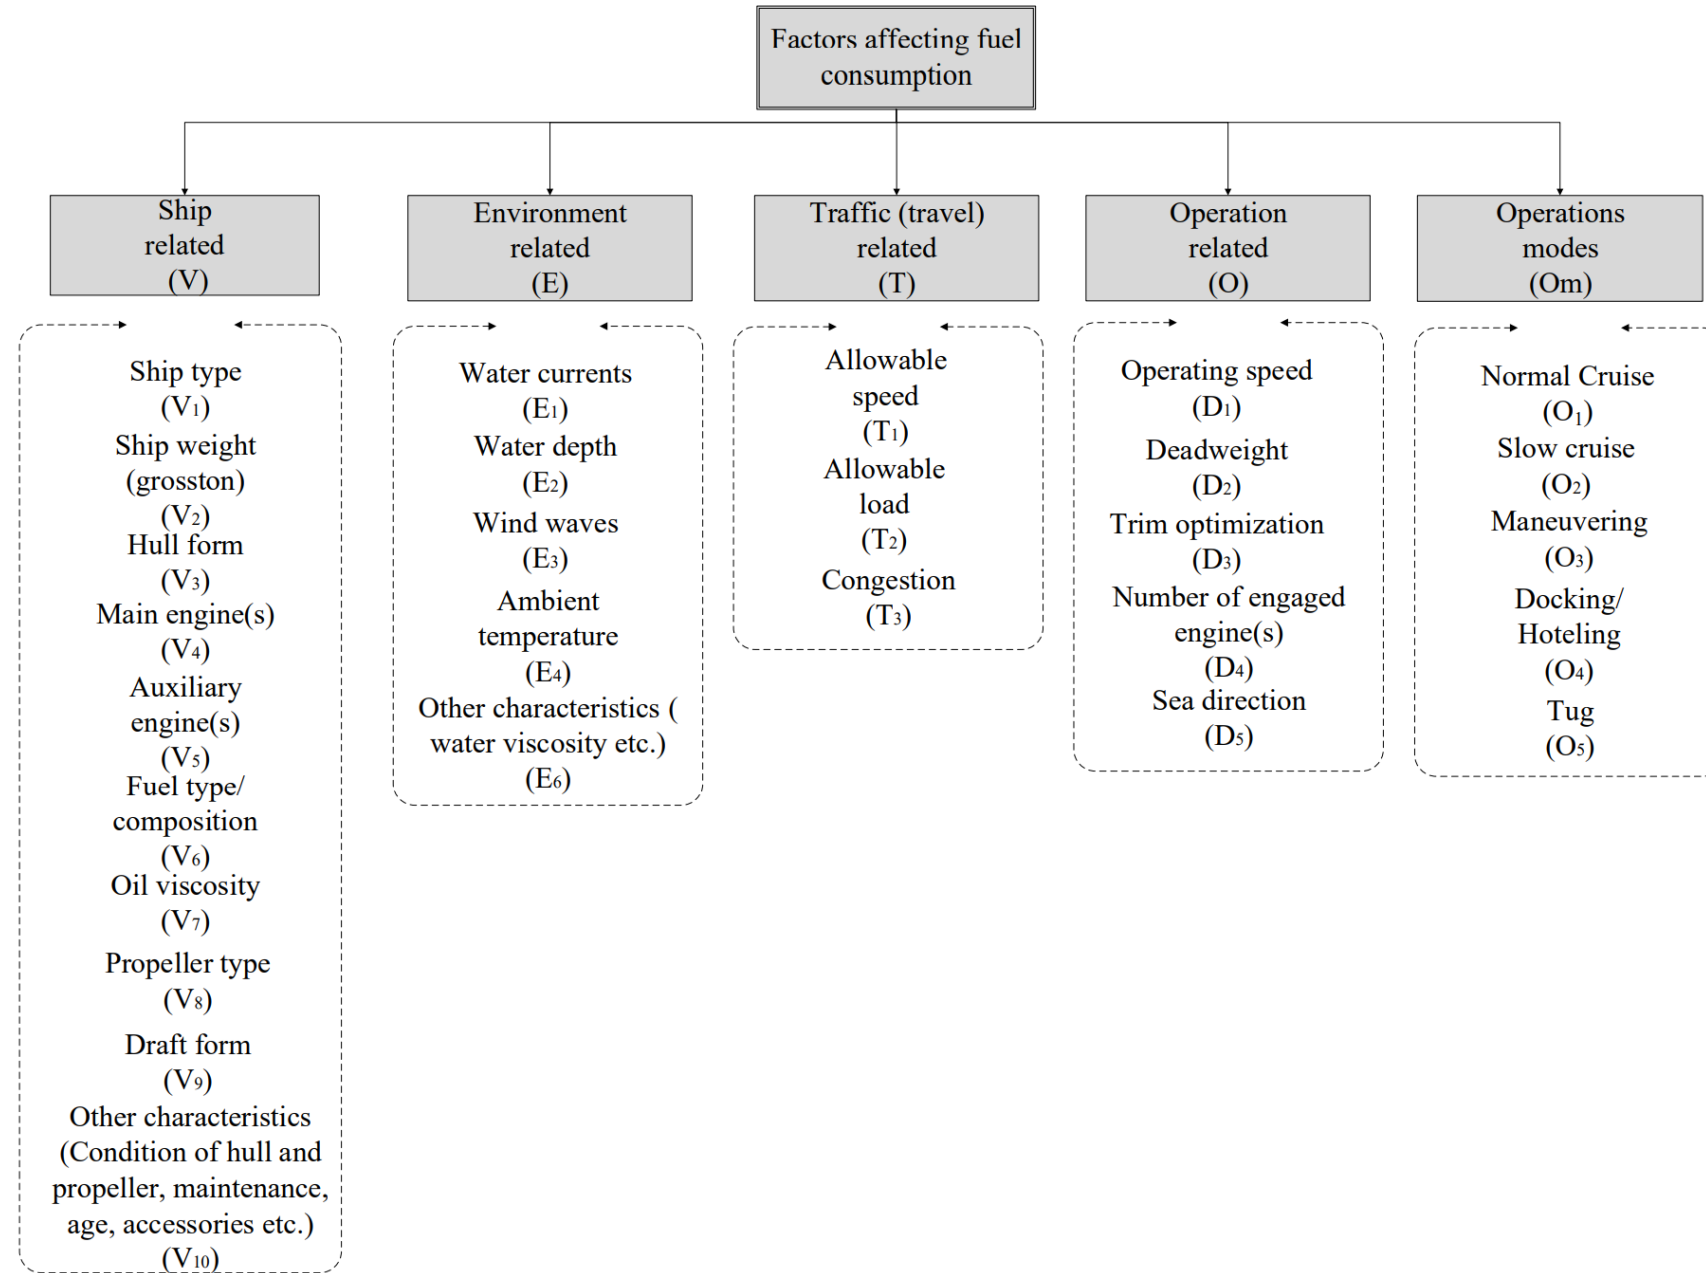 Factors affecting fuel
consumption
Ship
related
(V)
Environment
related
(E)
Traffic (travel)
related
(T)
Operation
related
(O)
Operations
modes
(Om)
Ship type
(V₁)
Ship weight
(grosston)
(V₂)
Hull form
(V₃)
Main engine(s)
(V₄)
Auxiliary
engine(s)
(V₅)
Fuel type/
composition
(V₆)
Oil viscosity
(V₇)
Propeller type
(V₈)
Draft form
(V₉)
Other characteristics
(Condition of hull and
propeller, maintenance,
age, accessories etc.)
(V₁₀)
Water currents
(E₁)
Water depth
(E₂)
Wind waves
(E₃)
Ambient
temperature
(E₄)
Other characteristics (
water viscosity etc.)
(E₆)
Allowable
speed
(T₁)
Allowable
load
(T₂)
Congestion
(T₃)
Operating speed
(D₁)
Deadweight
(D₂)
Trim optimization
(D₃)
Number of engaged
engine(s)
(D₄)
Sea direction
(D₅)
Normal Cruise
(O₁)
Slow cruise
(O₂)
Maneuvering
(O₃)
Docking/
Hoteling
(O₄)
Tug
(O₅)